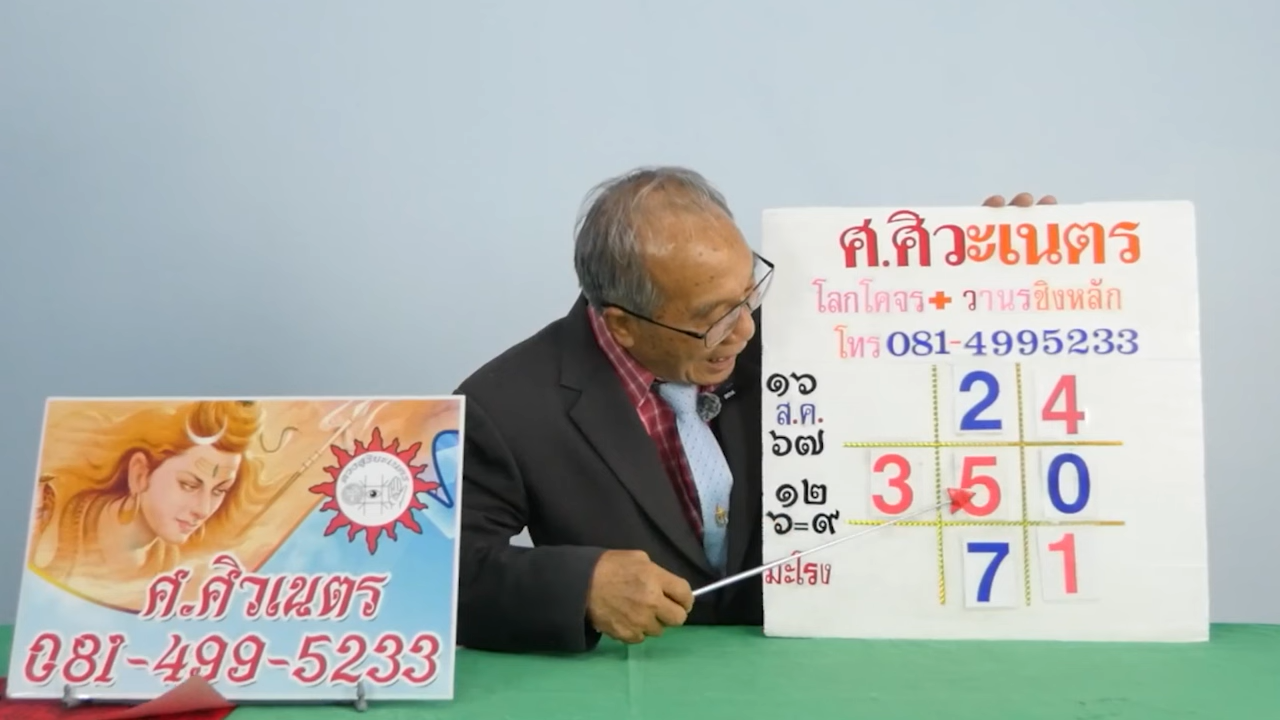 ศ.ศิวเนตร
081-499-5233
ศ.ศิวะเนตร
โลกโคจร+วานรชิงหลัก
โทร 081-4995233
๑๖
ส.ค.
๖๗
๑๒
๖=๙
มะโรง
2 4
3 5 0
7 1